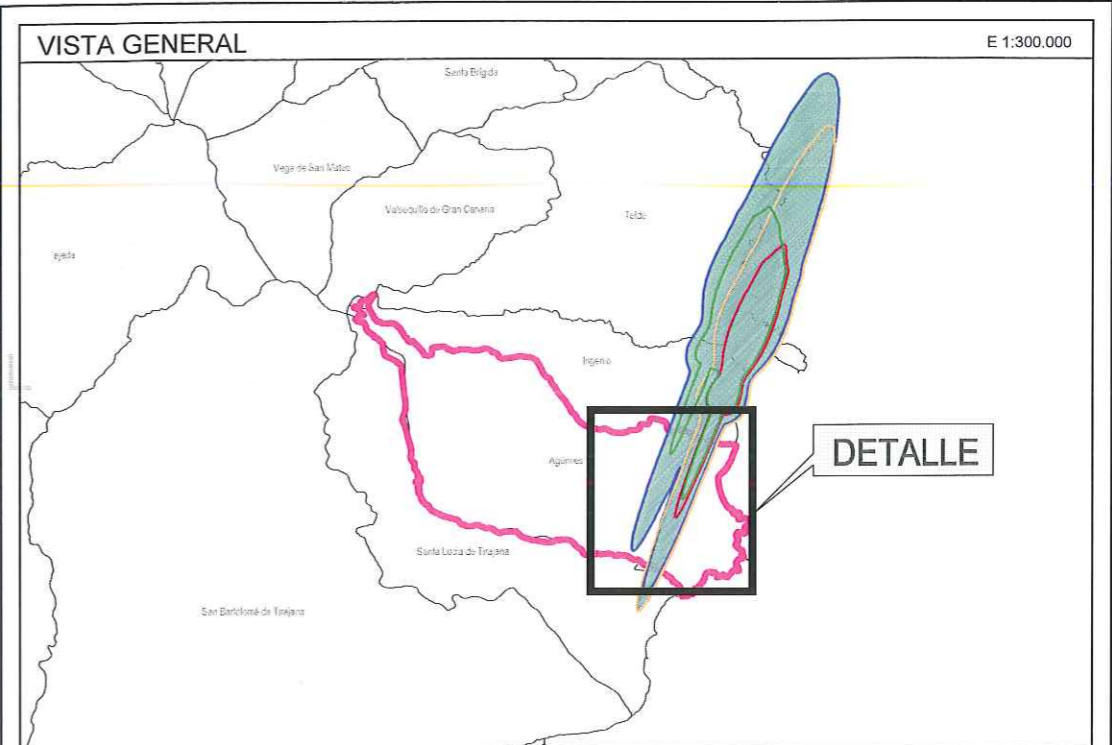 VISTA GENERAL
E 1:300.000
Santa Brígida
Vega de San Mateo
Valsequillo de Gran Canaria
Telde
Tejeda
Ingenio
Agüimes
DETALLE
Santa Lucía de Tirajana
San Bartolomé de Tirajana